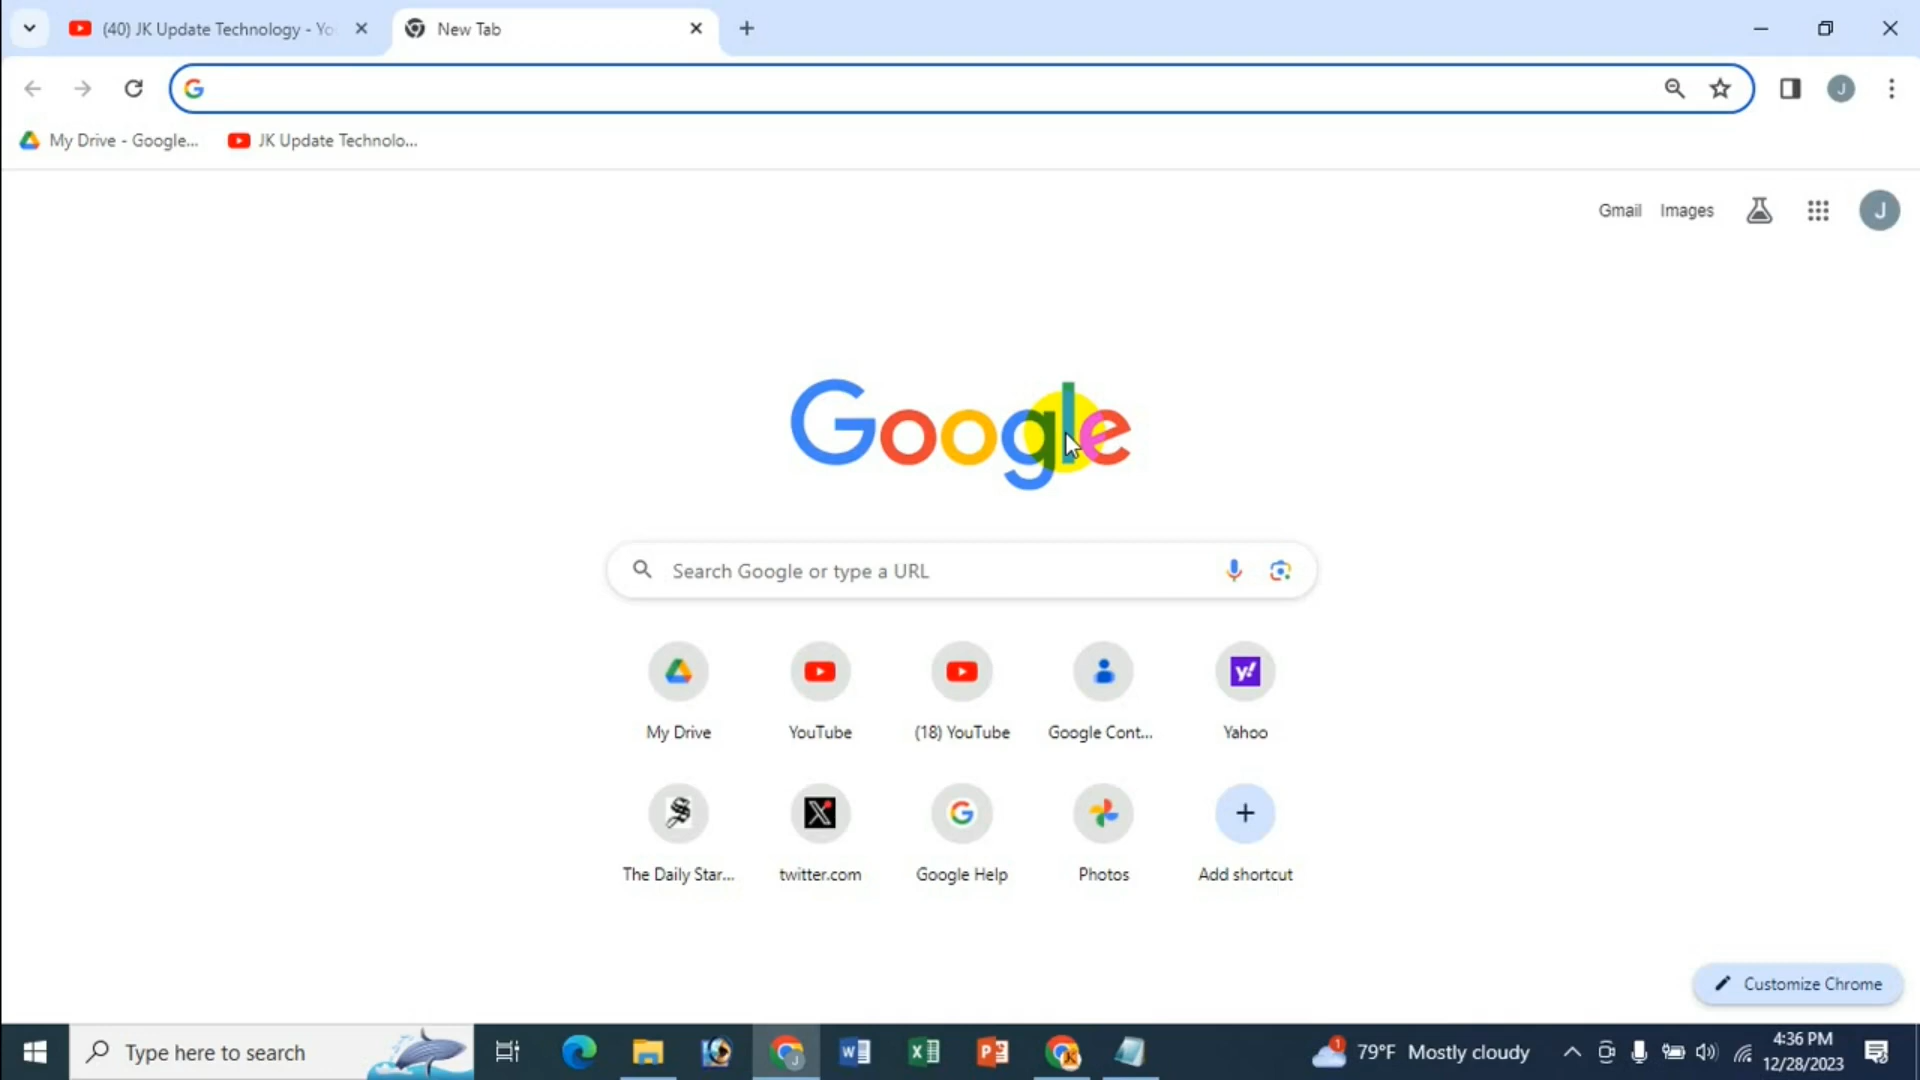 (40) JK Update Technology - Yo
New Tab
My Drive - Google...
JK Update Technolo...
J
Gmail
Images
J
Google
Search Google or type a URL
My Drive
YouTube
(18) YouTube
Google Cont...
Yahoo
The Daily Star...
twitter.com
Google Help
Photos
Add shortcut
Customize Chrome
Type here to search
79°F Mostly cloudy
4:36 PM
12/28/2023